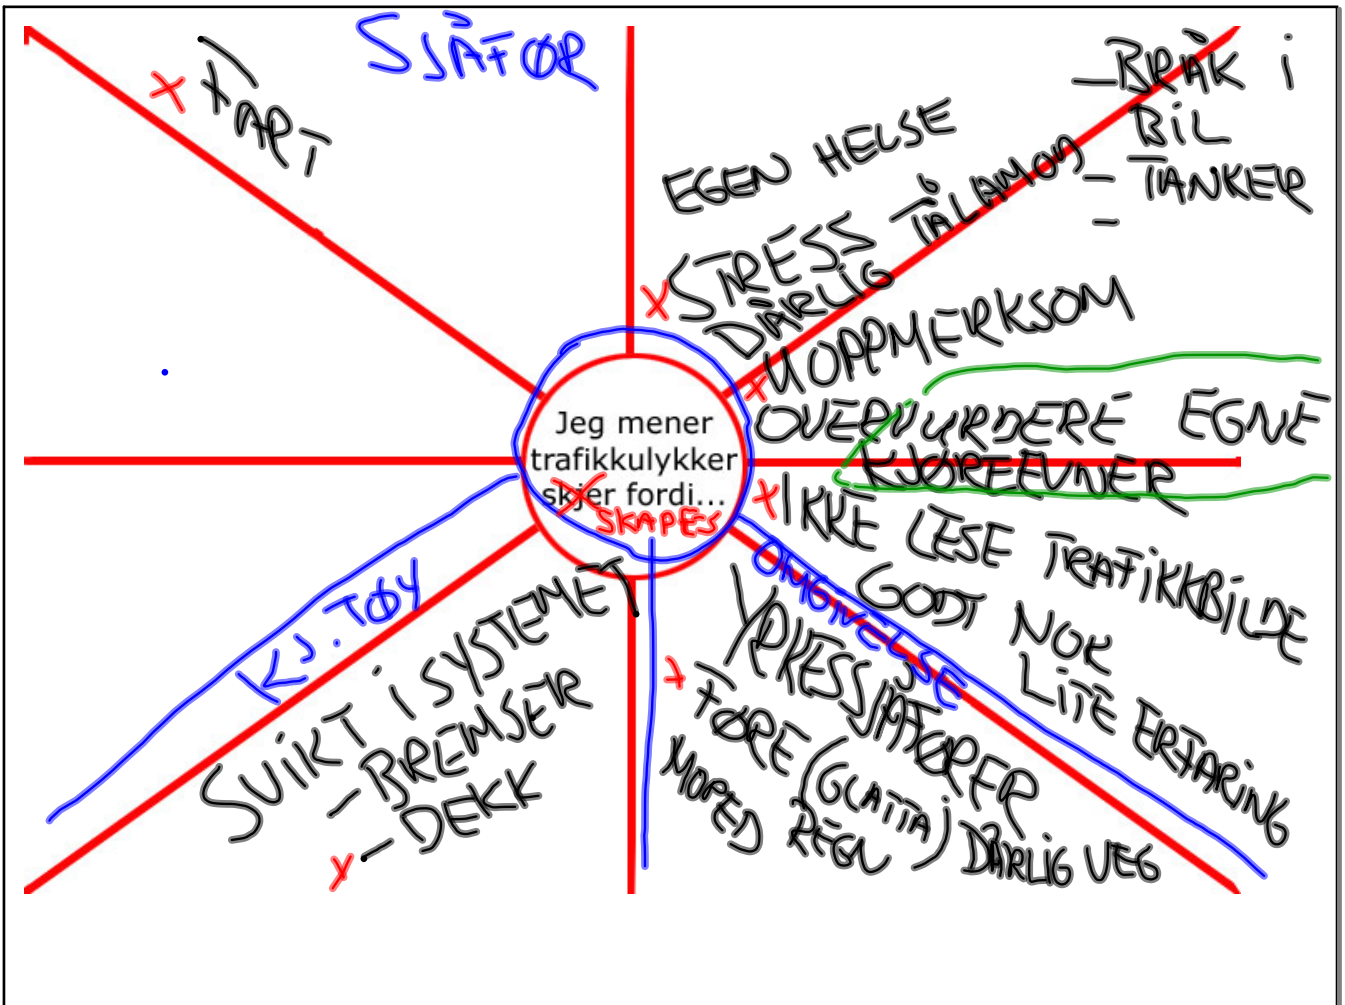 SJÅFØR
FART
EGEN HELSE
STRESS TÅLAMOD
DÅRLIG
- BRÅK i
BiL
- TANKER
-
UOPPMERKSOM
OVERVURDERE EGNE
KJØREEVNER
IKKE LESE TRAFiKKBiLDE
GODT NOK
LiTE ERFARING
Jeg mener
trafikkulykker
skjer fordi...
SKAPES
OMGIVELSE
YRKESSJÅFØRER
FØRE (GLATTA) DÅRLiG VEG
MOPED REGN
KJ.TØY
SVIKT i SYSTEMET
- BREMSER
- DEKK